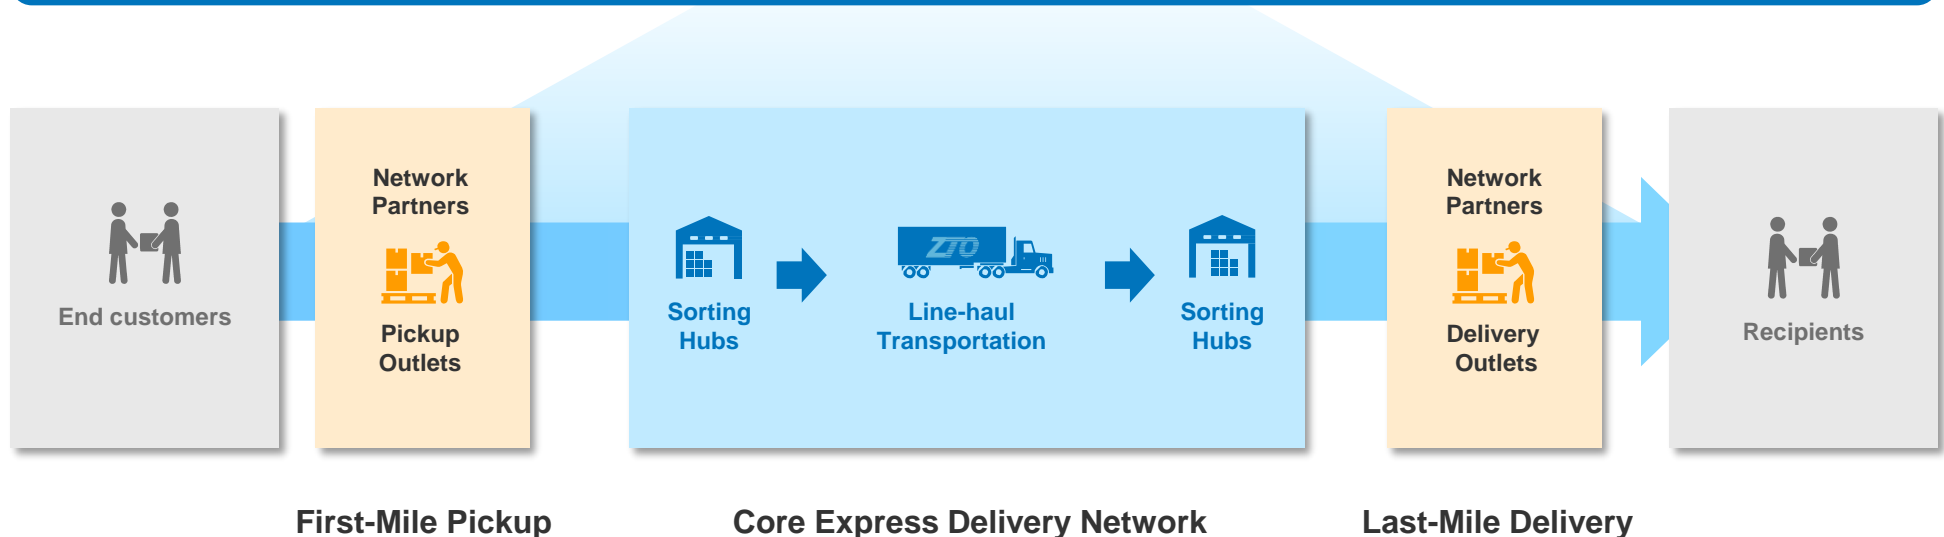 End customers
Network
Partners
Pickup
Outlets
Sorting
Hubs
ZTO
Line-haul
Transportation
Sorting
Hubs
Network
Partners
Delivery
Outlets
Recipients
First-Mile Pickup
Core Express Delivery Network
Last-Mile Delivery